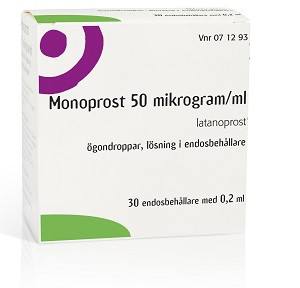 Vnr 07 12 93
Monoprost 50 mikrogram/ml
latanoprost
ögondroppar, lösning i endosbehållare
30 endosbehållare med 0,2 ml